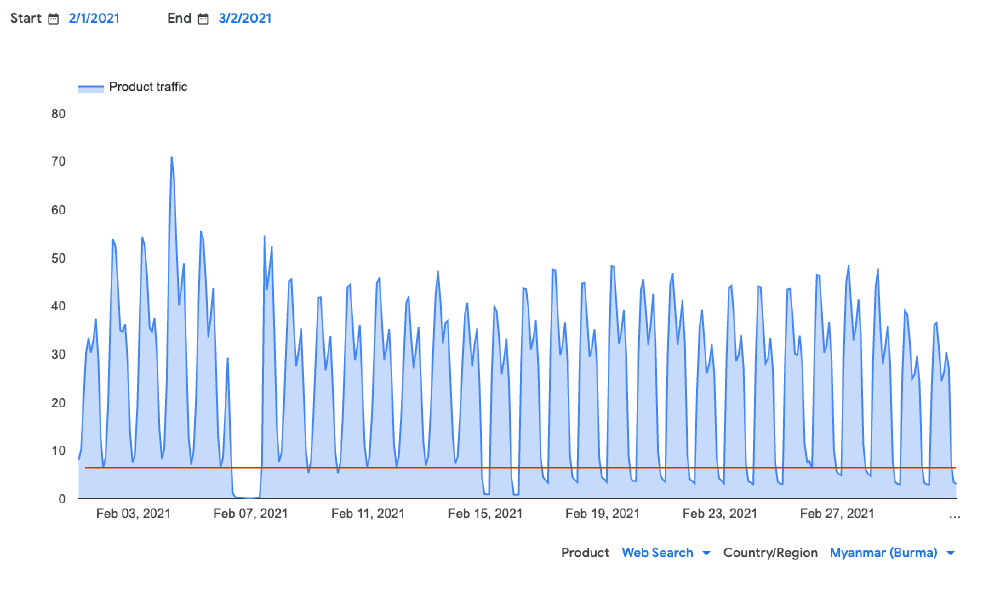 Start 2/1/2021 End 3/2/2021
Product traffic
80
70
60
50
40
30
20
10
0
Feb 03, 2021 Feb 07, 2021 Feb 11, 2021 Feb 15, 2021 Feb 19, 2021 Feb 23, 2021 Feb 27, 2021 ...
Product Web Search Country/Region Myanmar (Burma)